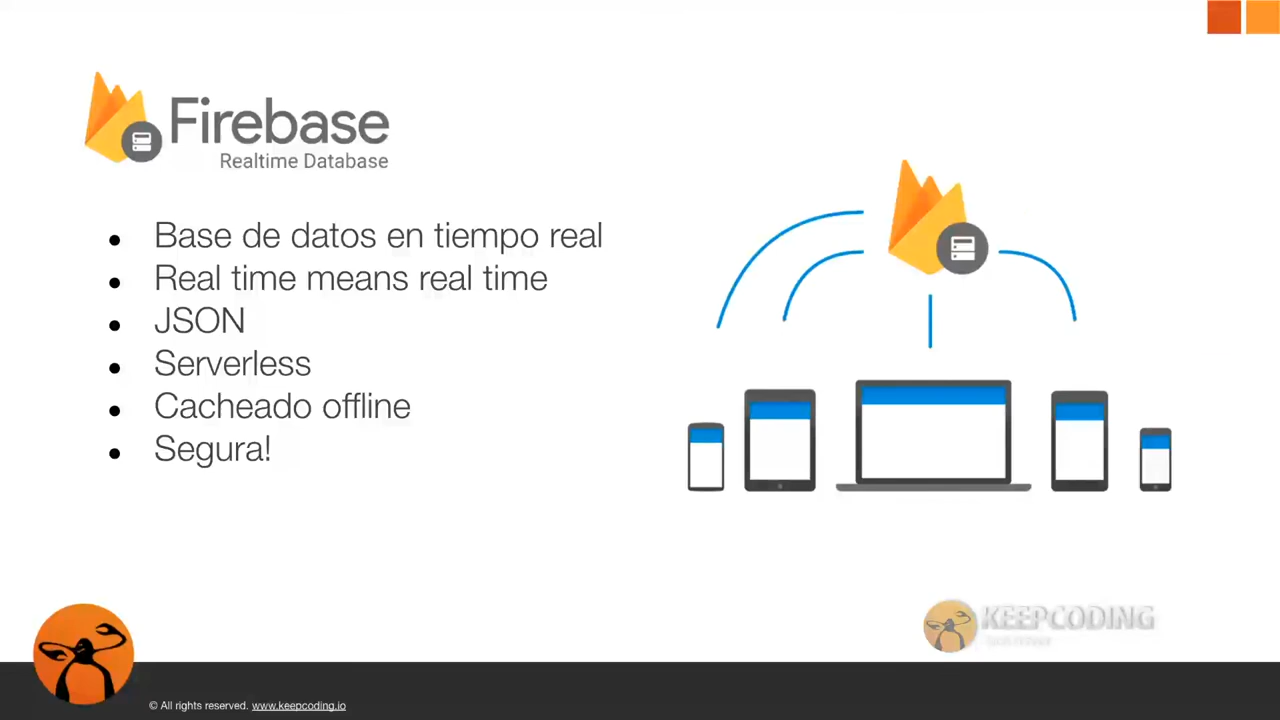 Firebase
Realtime Database
● Base de datos en tiempo real
● Real time means real time
● JSON
● Serverless
● Cacheado offline
● Segura!
KEEPCODING
© All rights reserved. www.keepcoding.io